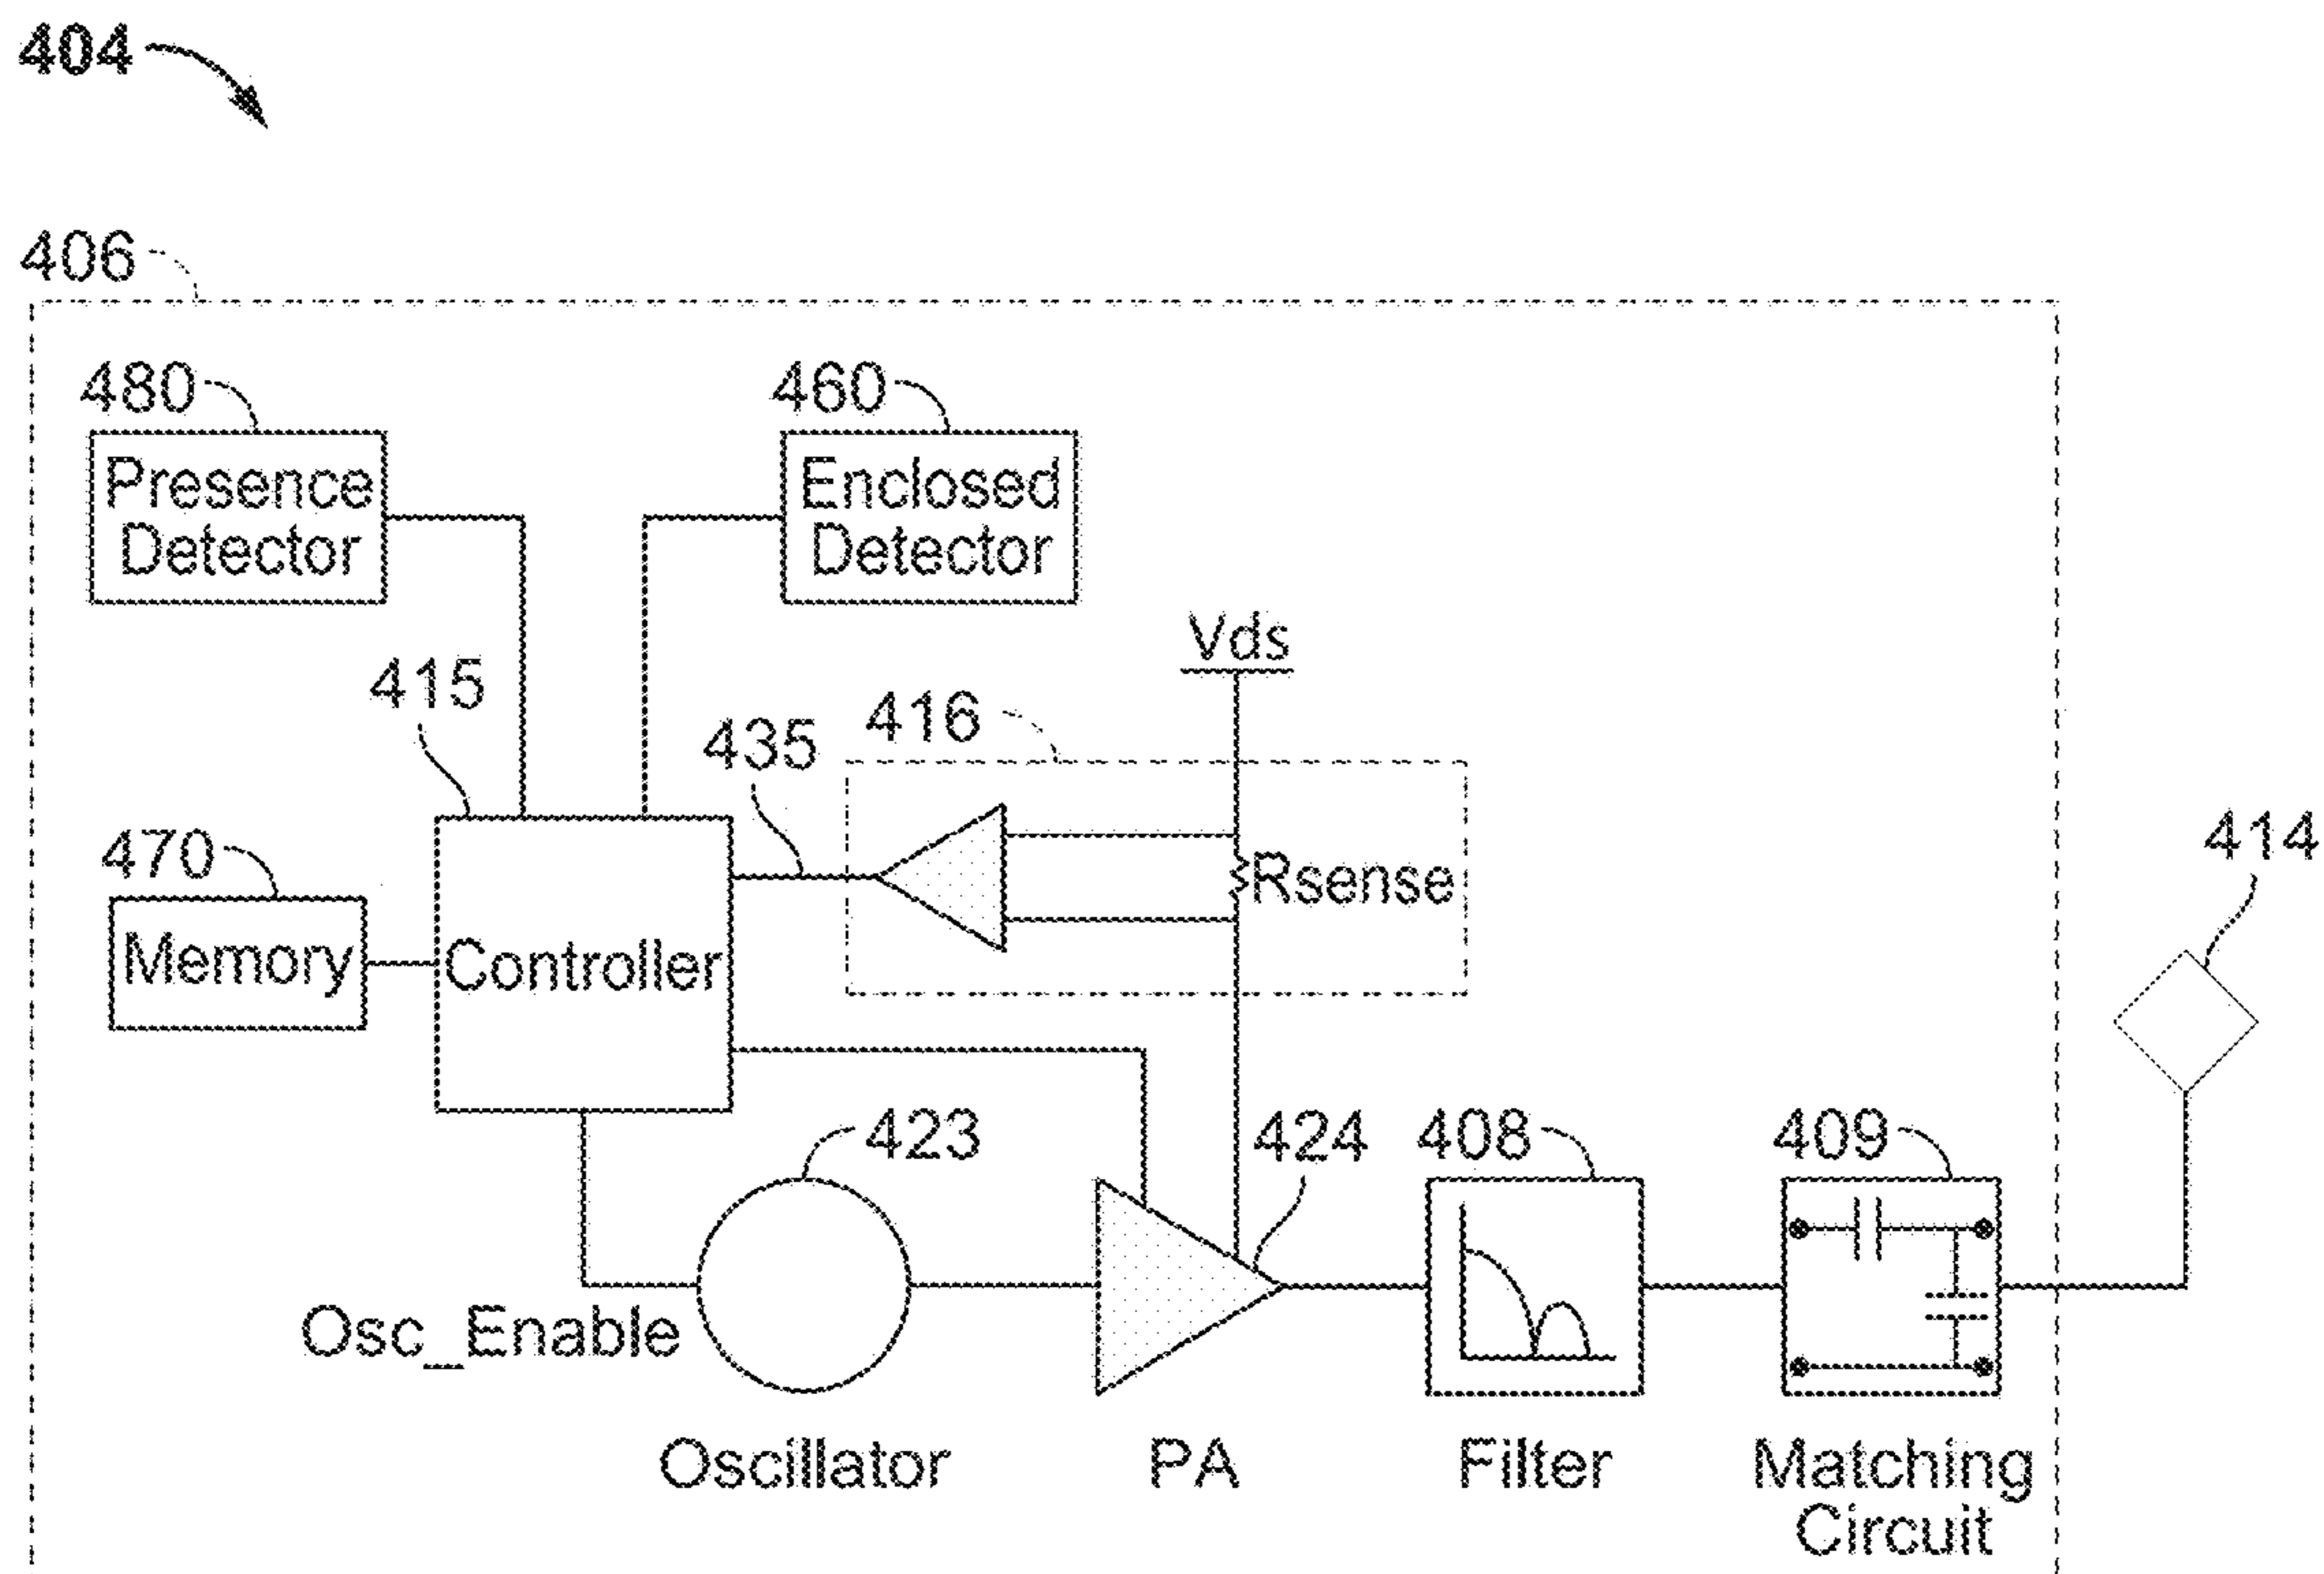 404
406
480
460
Presence
Detector
Enclosed
Detector
Vds
415
416
435
470
Rsense
414
Memory
Controller
423
424
408
409
Osc_Enable
Oscillator
PA
Filter
Matching
Circuit